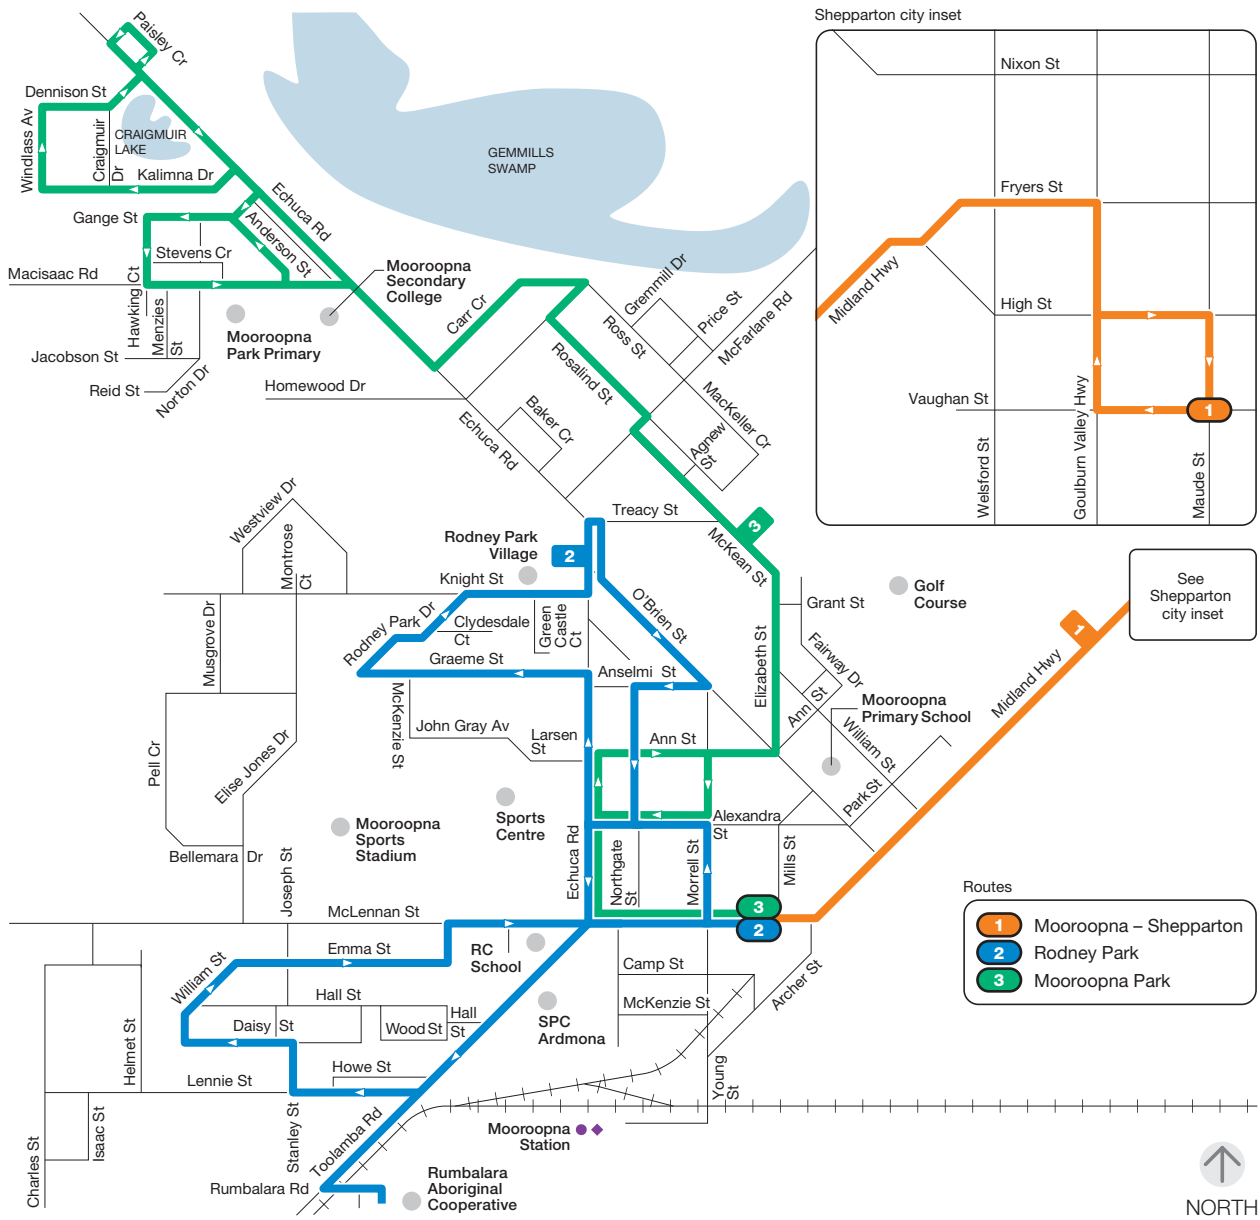 Shepparton city inset
Nixon St
Fryers St
Midland Hwy
High St
Vaughan St
Welsford St
Goulburn Valley Hwy
Maude St
1
Paisley Cr
Dennison St
Windlass Av
Craigmuir
Dr
CRAIGMUIR
LAKE
Kalimna Dr
GEMMILLS
SWAMP
Echuca Rd
Gange St
Anderson St
Stevens Cr
Macisaac Rd
Hawking Ct
Menzies
St
Mooroopna
Secondary
College
Mooroopna
Park Primary
Jacobson St
Reid St
Norton Dr
Homewood Dr
Carr Cr
Gremmill Dr
Ross St
Price St
McFarlane Rd
Rosalind St
MacKeller Cr
Agnew
St
Baker Cr
Echuca Rd
Treacy St
3
McKean St
Westview Dr
Montrose
Ct
Rodney Park
Village
2
Knight St
Musgrove Dr
Rodney Park Dr
Clydesdale
Ct
Green
Castle
Ct
O'Brien St
Graeme St
Anselmi St
Elizabeth St
Grant St
Fairway Dr
Golf
Course
See
Shepparton
city inset
1
Midland Hwy
Ann St
Mooroopna
Primary School
William St
Park St
McKenzie St
John Gray Av
Larsen
St
Ann St
Pell Cr
Elise Jones Dr
Bellemara Dr
Sports
Centre
Mooroopna
Sports
Stadium
Echuca Rd
Alexandra
St
Northgate
St
Morrell St
Mills St
Joseph St
McLennan St
3
2
Routes
1 Mooroopna – Shepparton
2 Rodney Park
3 Mooroopna Park
Emma St
RC
School
William St
Hall St
Daisy St
Wood St
Hall
St
SPC
Ardmona
Camp St
McKenzie St
Archer St
Helmet St
Howe St
Lennie St
Young
St
Isaac St
Charles St
Stanley St
Toolamba Rd
Mooroopna
Station
Rumbalara Rd
Rumbalara
Aboriginal
Cooperative
NORTH